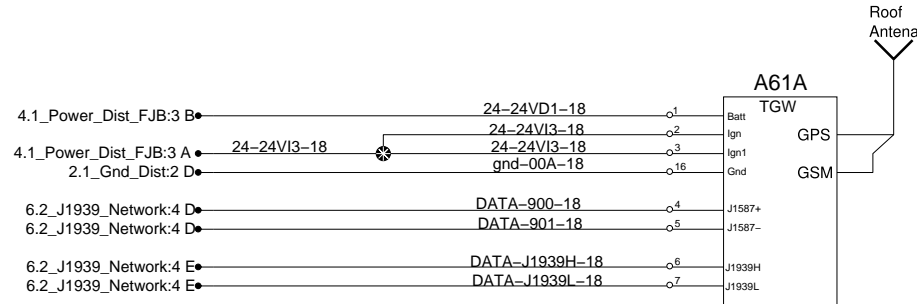 Roof
Antena
A61A
TGW
4.1_Power_Dist_FJB:3 B 24-24VD1-18 1 Batt
24-24VI3-18 2 Ign GPS
4.1_Power_Dist_FJB:3 A 24-24VI3-18 24-24VI3-18 3 Ign1
2.1_Gnd_Dist:2 D gnd-00A-18 16 Gnd GSM
6.2_J1939_Network:4 D DATA-900-18 4 J1587+
6.2_J1939_Network:4 D DATA-901-18 5 J1587-
6.2_J1939_Network:4 E DATA-J1939H-18 6 J1939H
6.2_J1939_Network:4 E DATA-J1939L-18 7 J1939L